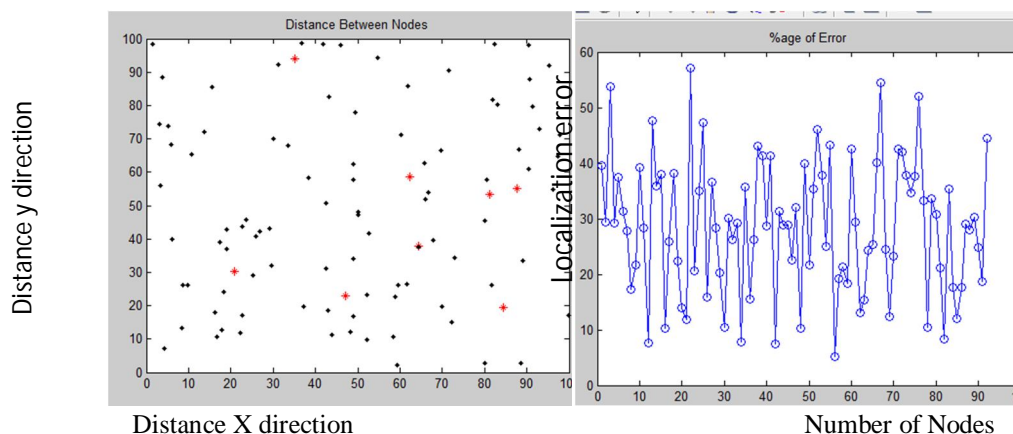 Distance Between Nodes
100
90
80
70
60
50
40
30
20
10
0
0 10 20 30 40 50 60 70 80 90 100
Distance y direction
Distance X direction
%age of Error
60
50
40
30
20
10
0
0 10 20 30 40 50 60 70 80 90
Localization error
Number of Nodes